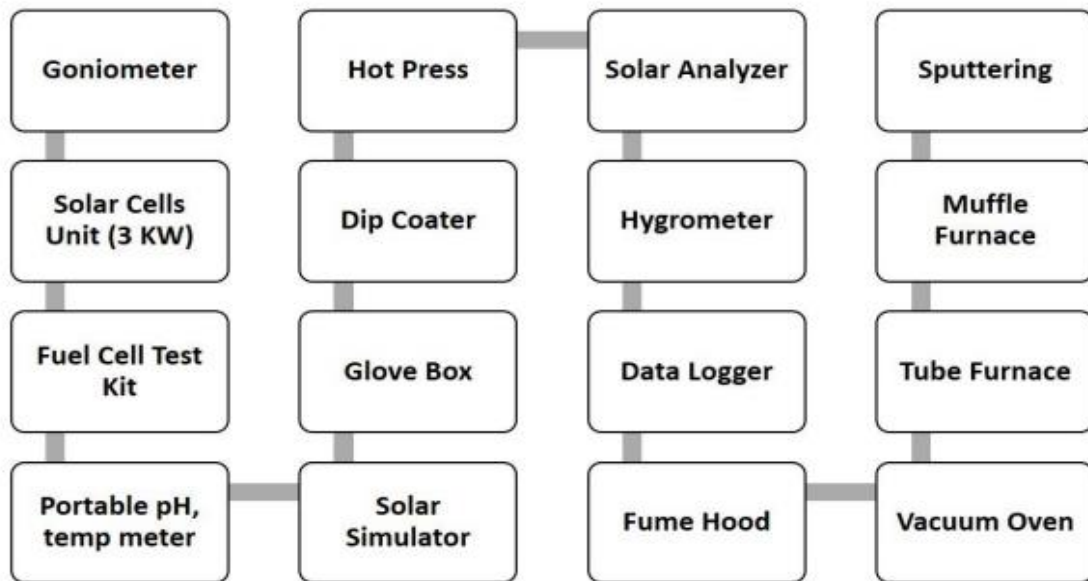 Goniometer
Solar Cells
Unit (3 KW)
Fuel Cell Test
Kit
Portable pH,
temp meter
Solar
Simulator
Glove Box
Dip Coater
Hot Press
Solar Analyzer
Hygrometer
Data Logger
Fume Hood
Vacuum Oven
Tube Furnace
Muffle
Furnace
Sputtering